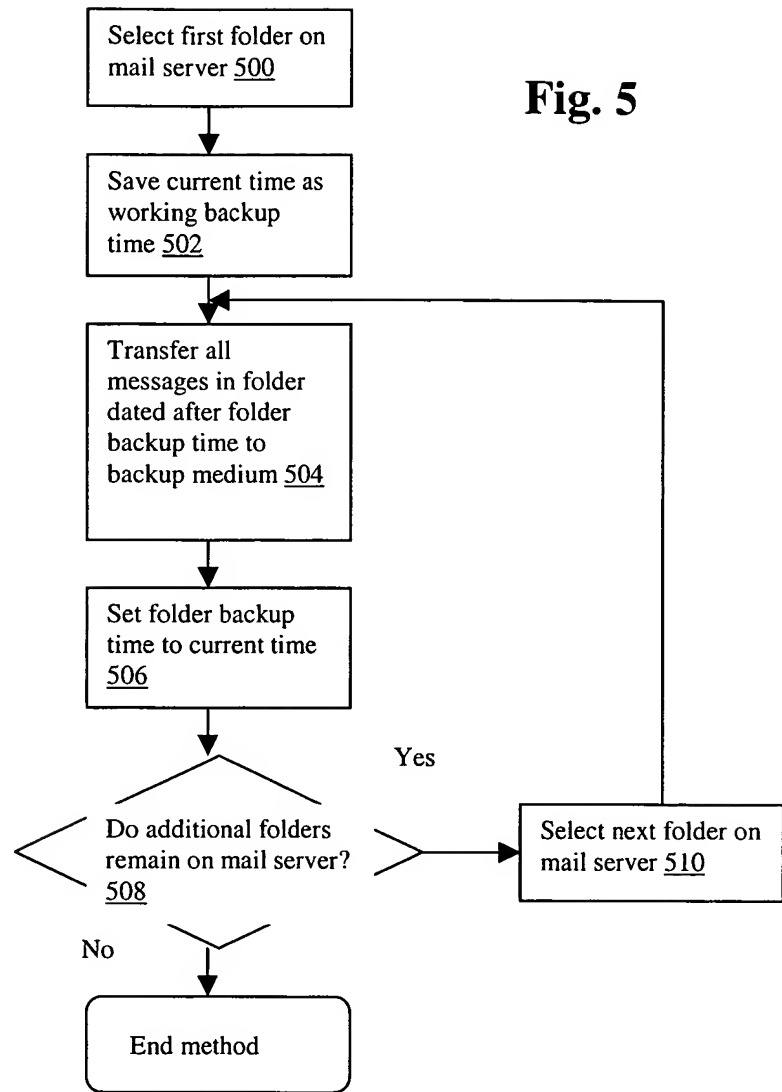 Select first folder on
mail server 500
Fig. 5
Save current time as
working backup
time 502
Transfer all
messages in folder
dated after folder
backup time to
backup medium 504
Set folder backup
time to current time
506
Yes
Do additional folders
remain on mail server?
508
Select next folder on
mail server 510
No
End method